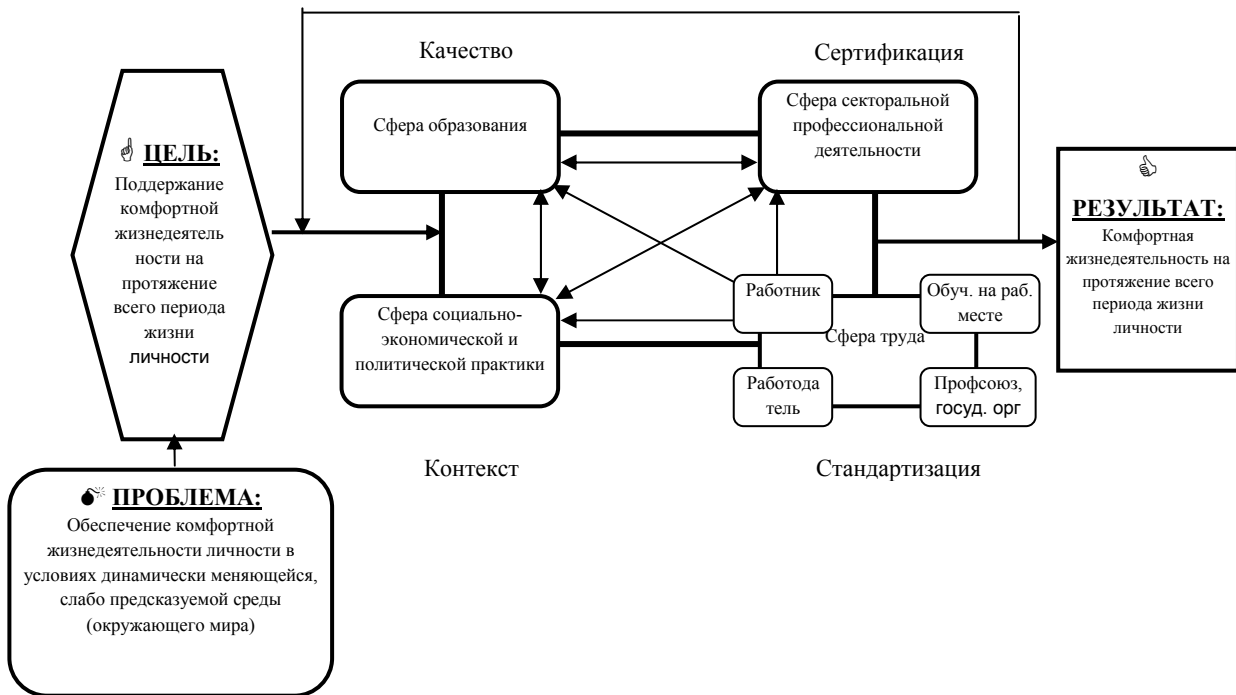 Качество
Сертификация
Сфера образования
Сфера секторальной
профессиональной
деятельности
ЦЕЛЬ:
Поддержание
комфортной
жизнедеятель
ности на
протяжение
всего периода
жизни
личности
РЕЗУЛЬТАТ:
Комфортная
жизнедеятельность на
протяжение всего
периода жизни
личности
Работник
Обуч. на раб.
месте
Сфера социально-
экономической и
политической практики
Сфера труда
Работода
тель
Профсоюз,
госуд. орг
Контекст
Стандартизация
ПРОБЛЕМА:
Обеспечение комфортной
жизнедеятельности личности в
условиях динамически меняющейся,
слабо предсказуемой среды
(окружающего мира)